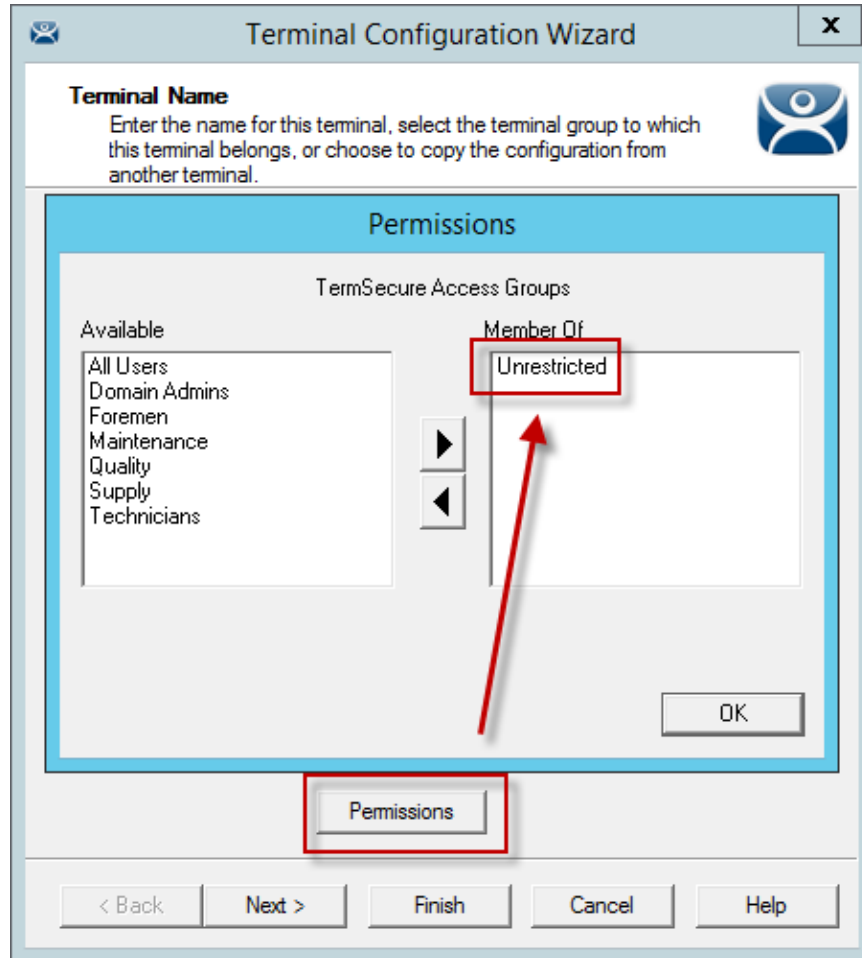 Terminal Configuration Wizard
x
Terminal Name
Enter the name for this terminal, select the terminal group to which
this terminal belongs, or choose to copy the configuration from
another terminal.
Permissions
TermSecure Access Groups
Available
Member Of
All Users
Domain Admins
Foremen
Maintenance
Quality
Supply
Technicians
Unrestricted
OK
Permissions
< Back
Next >
Finish
Cancel
Help